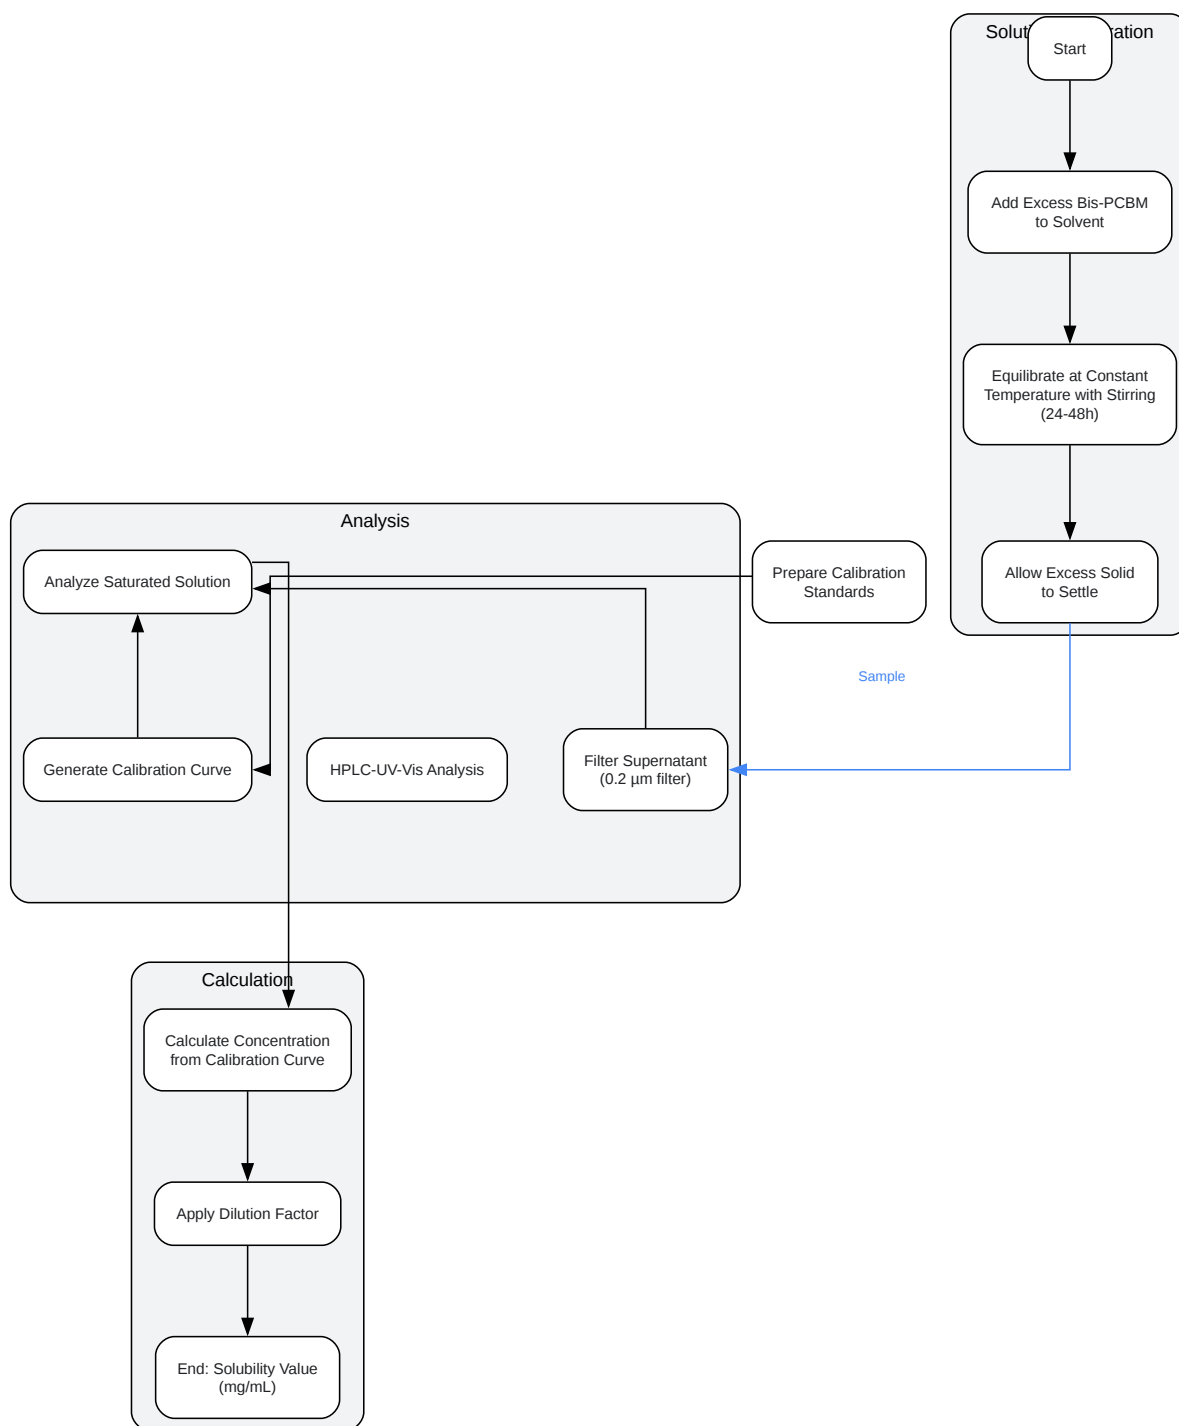 Start
Add Excess Bis-PCBM
to Solvent
Equilibrate at Constant
Temperature with Stirring
(24-48h)
Allow Excess Solid
to Settle
Sample
Prepare Calibration
Standards
Analysis
Analyze Saturated Solution
Generate Calibration Curve
HPLC-UV-Vis Analysis
Filter Supernatant
(0.2 µm filter)
Calculation
Calculate Concentration
from Calibration Curve
Apply Dilution Factor
End: Solubility Value
(mg/mL)